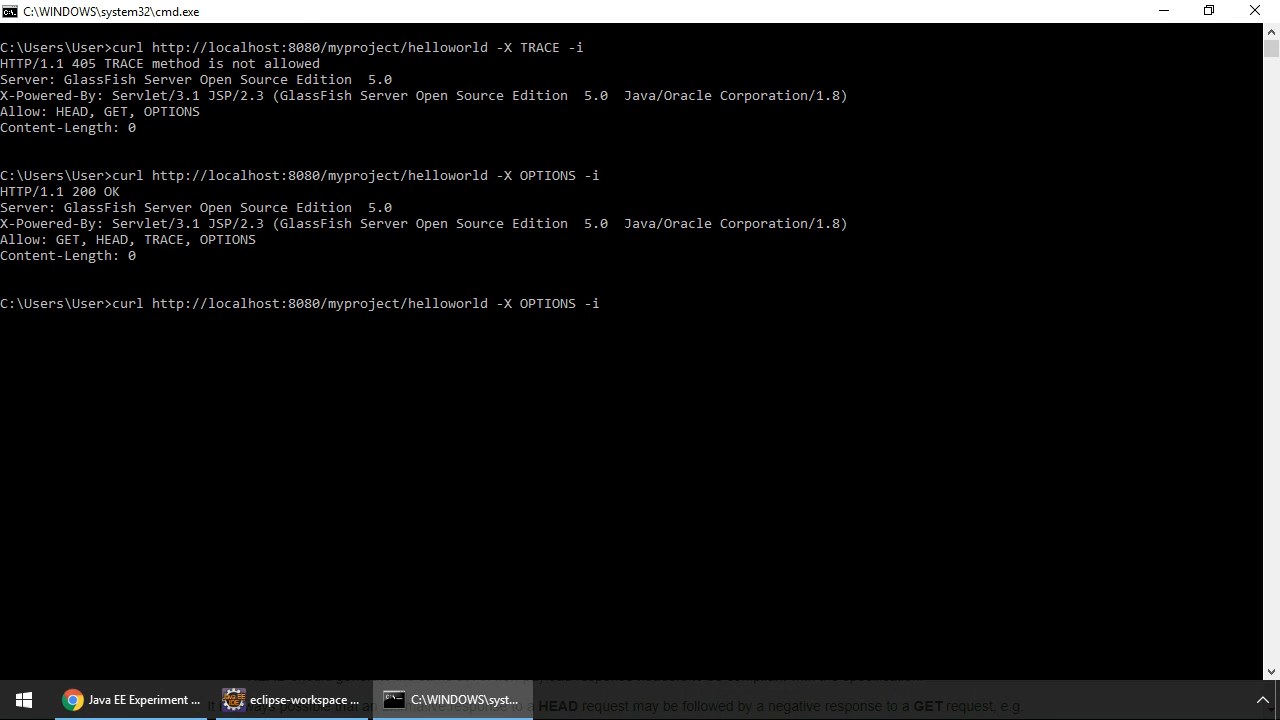 C:\WINDOWS\system32\cmd.exe
C:\Users\User>curl http://localhost:8080/myproject/helloworld -X TRACE -i
HTTP/1.1 405 TRACE method is not allowed
Server: GlassFish Server Open Source Edition  5.0
X-Powered-By: Servlet/3.1 JSP/2.3 (GlassFish Server Open Source Edition  5.0  Java/Oracle Corporation/1.8)
Allow: HEAD, GET, OPTIONS
Content-Length: 0
C:\Users\User>curl http://localhost:8080/myproject/helloworld -X OPTIONS -i
HTTP/1.1 200 OK
Server: GlassFish Server Open Source Edition  5.0
X-Powered-By: Servlet/3.1 JSP/2.3 (GlassFish Server Open Source Edition  5.0  Java/Oracle Corporation/1.8)
Allow: GET, HEAD, TRACE, OPTIONS
Content-Length: 0
C:\Users\User>curl http://localhost:8080/myproject/helloworld -X OPTIONS -i
Java EE Experiment ...
eclipse-workspace ...
C:\WINDOWS\syst...
response to a HEAD request may be followed by a negative response to a GET request, e.g.